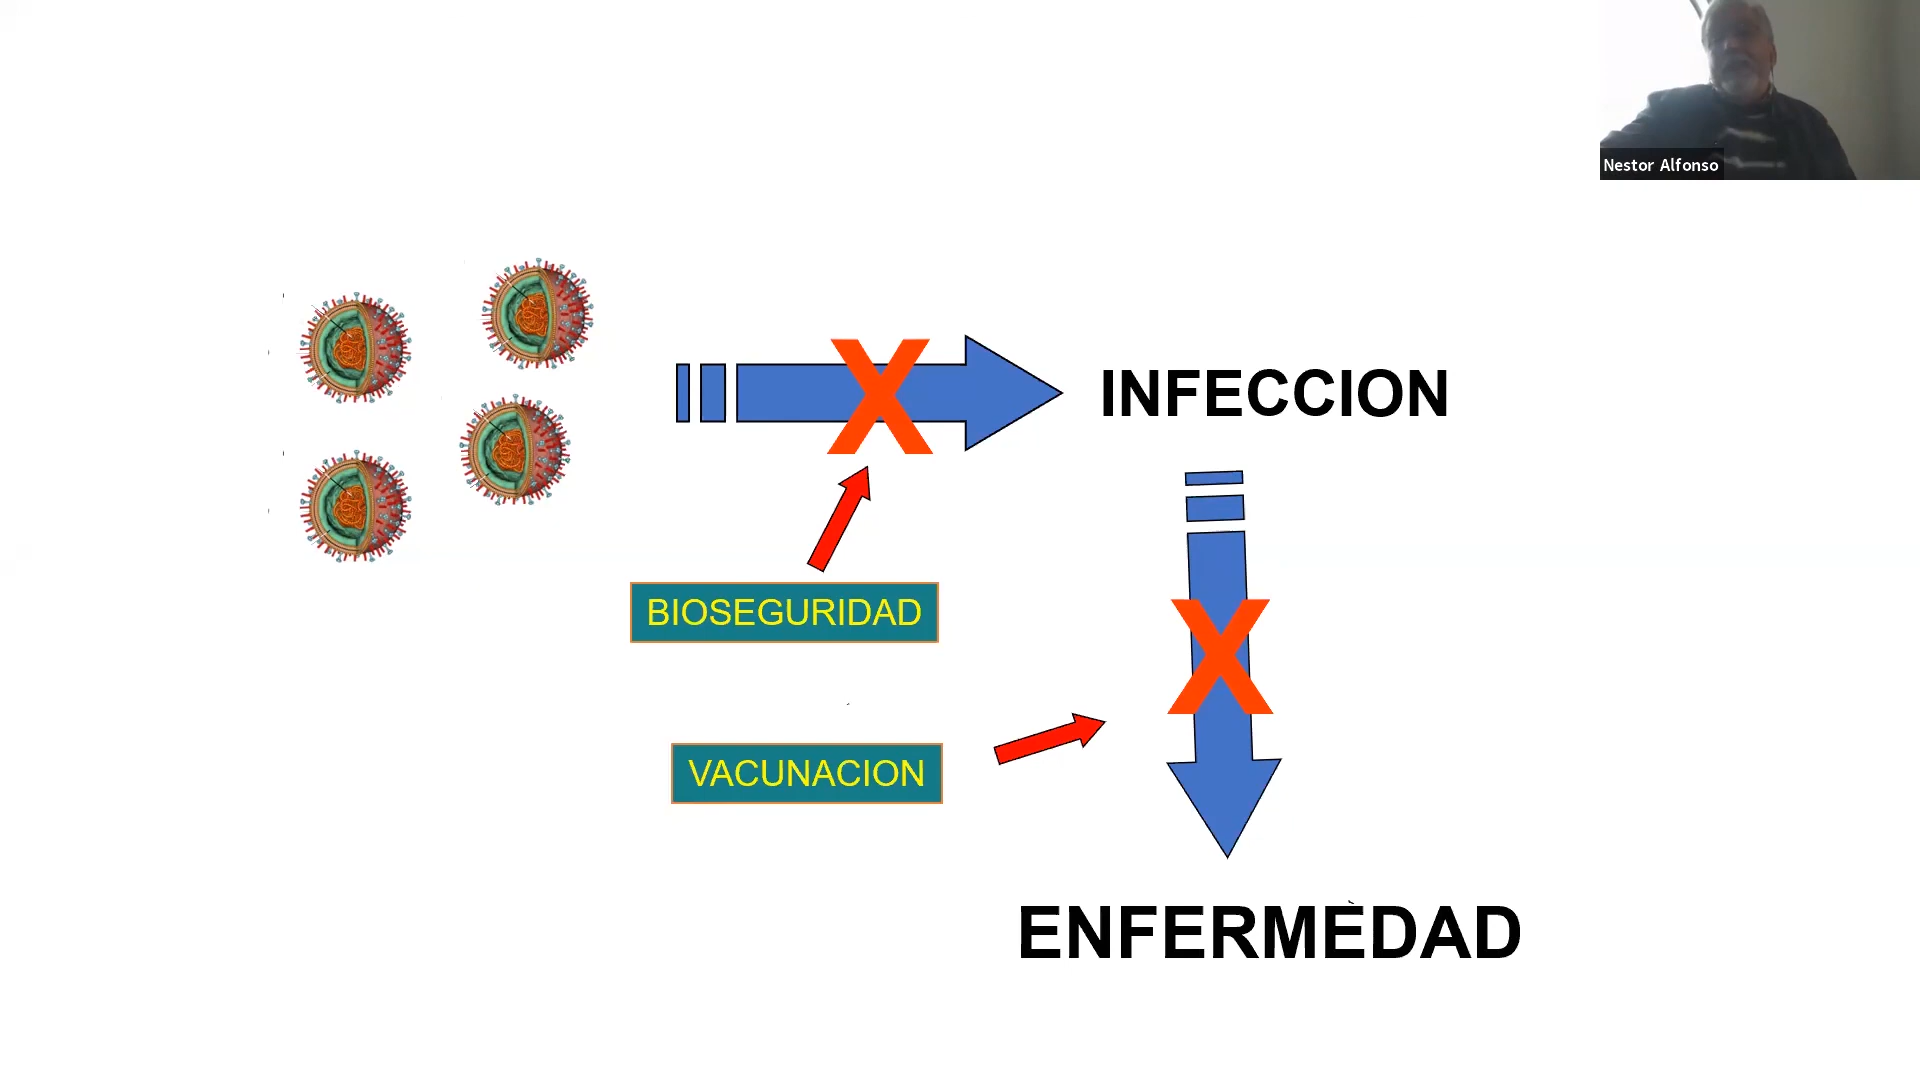 Nestor Alfonso
X
INFECCION
BIOSEGURIDAD
X
VACUNACION
ENFERMEDAD